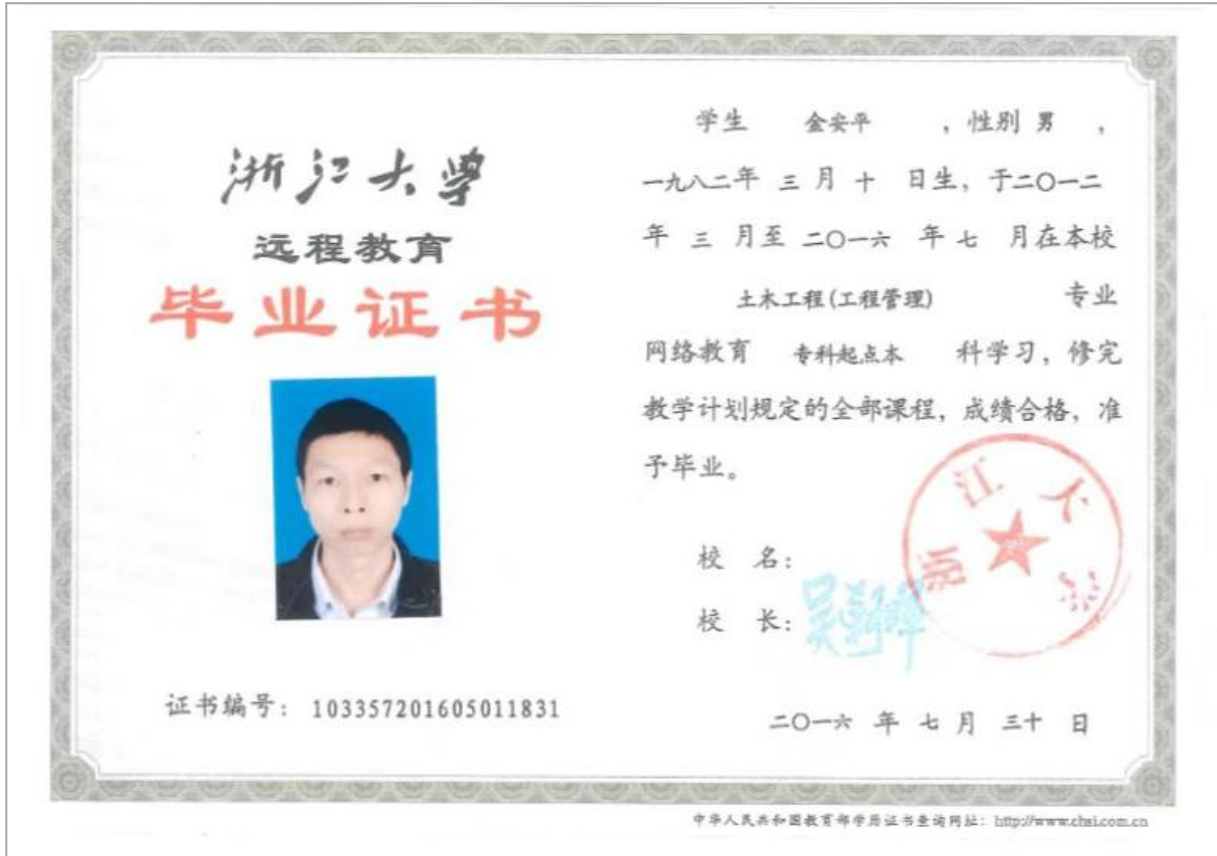 浙江大学
远程教育
毕业证书
证书编号: 103357201605011831
学生 金安平 ,性别 男 ,
一九八二年 三 月 十 日生, 于二〇一二
年 三 月至 二〇一六 年 七 月在本校
土木工程(工程管理) 专业
网络教育 专科起点本 科学习, 修完
教学计划规定的全部课程, 成绩合格, 准
予毕业。
校 名:
浙江大学
校 长:
二〇一六 年 七 月 三十 日
中华人民共和国教育部学历证书查询网址: http://www.chsi.com.cn